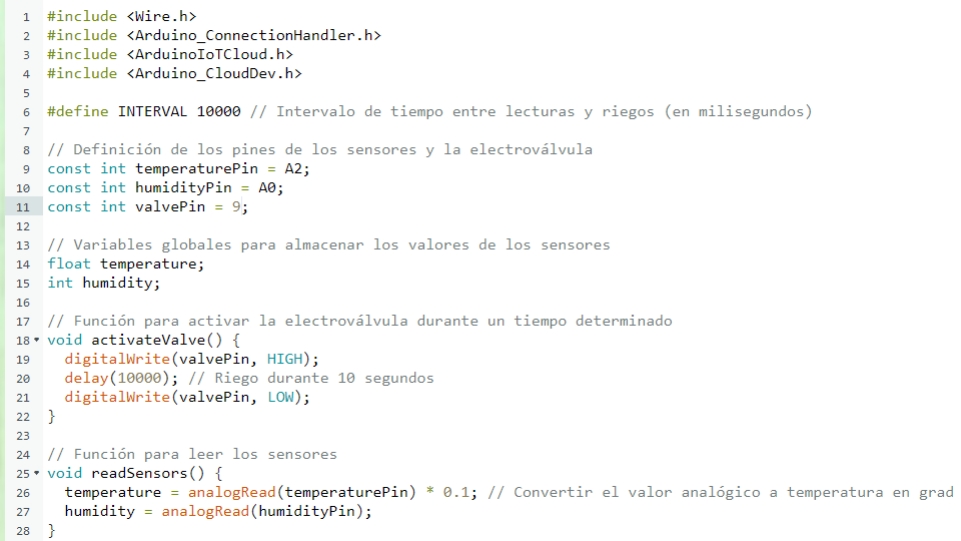 1 #include <Wire.h>
2 #include <Arduino_ConnectionHandler.h>
3 #include <ArduinoIoTCloud.h>
4 #include <Arduino_CloudDev.h>
5
6 #define INTERVAL 10000 // Intervalo de tiempo entre lecturas y riegos (en milisegundos)
7
8 // Definición de los pines de los sensores y la electroválvula
9 const int temperaturePin = A2;
10 const int humidityPin = A0;
11 const int valvePin = 9;
12
13 // Variables globales para almacenar los valores de los sensores
14 float temperature;
15 int humidity;
16
17 // Función para activar la electroválvula durante un tiempo determinado
18 void activateValve() {
19   digitalWrite(valvePin, HIGH);
20   delay(10000); // Riego durante 10 segundos
21   digitalWrite(valvePin, LOW);
22 }
23
24 // Función para leer los sensores
25 void readSensors() {
26   temperature = analogRead(temperaturePin) * 0.1; // Convertir el valor analógico a temperatura en grad
27   humidity = analogRead(humidityPin);
28 }